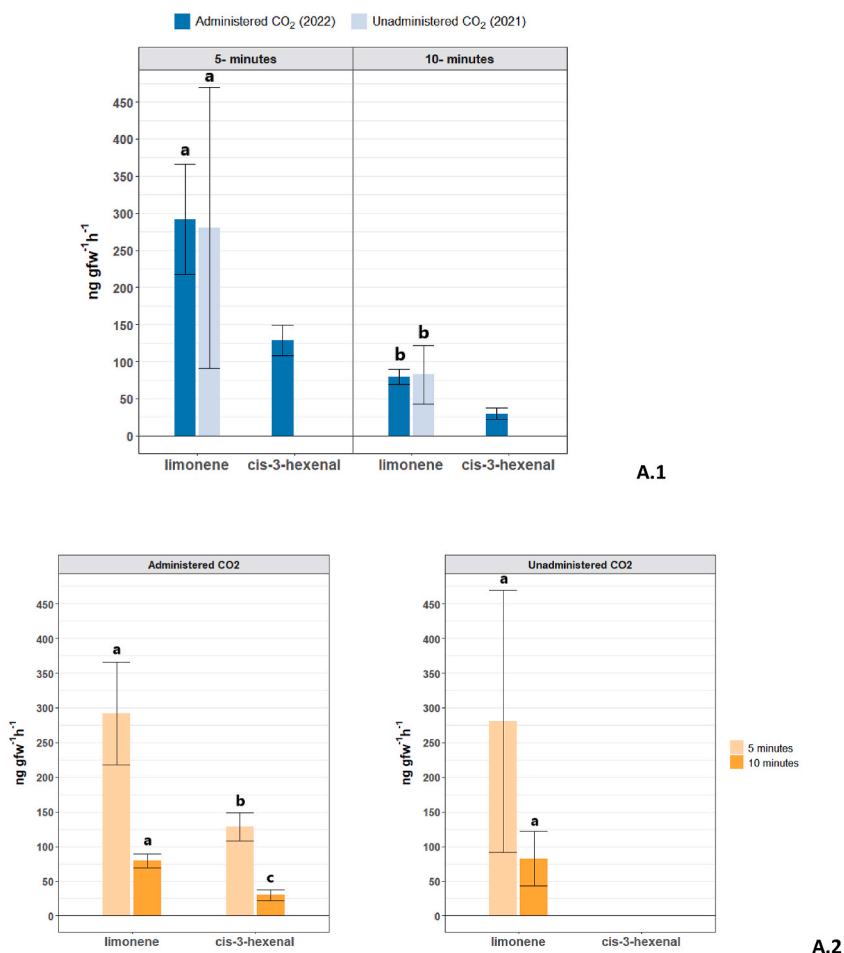 Administered CO₂ (2022) Unadministered CO₂ (2021)
5- minutes 10- minutes
a
450
400
a
350
300
250
200
150
b
100
b
50
0
ng gfw⁻¹h⁻¹
limonene cis-3-hexenal limonene cis-3-hexenal
A.1
Administered CO2 Unadministered CO2
a
450 450
400 400
a
350 350
300 300
250 250
200 200
b
150 150
a a
100 100
c
50 50
0 0
ng gfw⁻¹h⁻¹ ng gfw⁻¹h⁻¹
5 minutes
10 minutes
limonene cis-3-hexenal limonene cis-3-hexenal
A.2